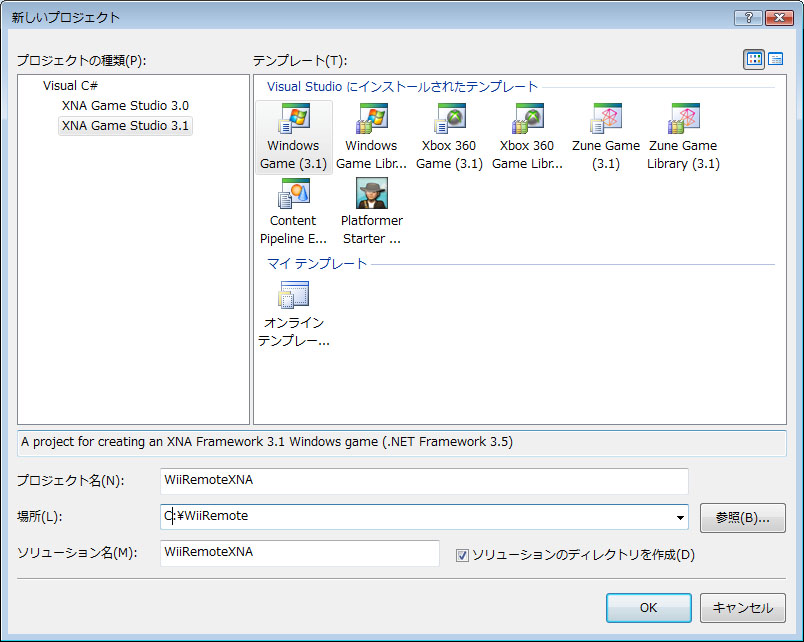 新しいプロジェクト
プロジェクトの種類(P):
テンプレート(T):
Visual C#
XNA Game Studio 3.0
XNA Game Studio 3.1
Visual Studio にインストールされたテンプレート
Windows
Game (3.1)
Windows
Game Libr...
Xbox 360
Game (3.1)
Xbox 360
Game Libr...
Zune Game
(3.1)
Zune Game
Library (3.1)
Content
Pipeline E...
Platformer
Starter ...
マイ テンプレート
オンライン
テンプレー...
A project for creating an XNA Framework 3.1 Windows game (.NET Framework 3.5)
プロジェクト名(N):
WiiRemoteXNA
場所(L):
C:¥WiiRemote
参照(B)...
ソリューション名(M):
WiiRemoteXNA
ソリューションのディレクトリを作成(D)
OK
キャンセル